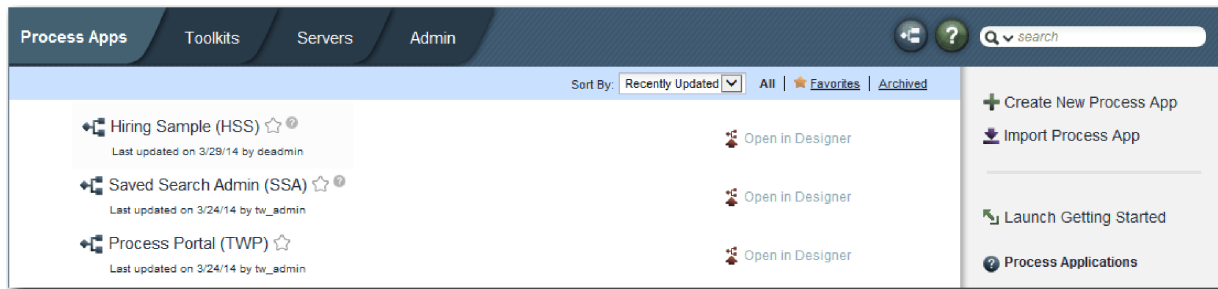 Process Apps Toolkits Servers Admin ? search
Sort By: Recently Updated All | Favorites | Archived
Hiring Sample (HSS) ?
Last updated on 3/29/14 by deadmin
Open in Designer
Saved Search Admin (SSA) ?
Last updated on 3/24/14 by tw_admin
Open in Designer
Process Portal (TWP)
Last updated on 3/24/14 by tw_admin
Open in Designer
Create New Process App
Import Process App
Launch Getting Started
? Process Applications